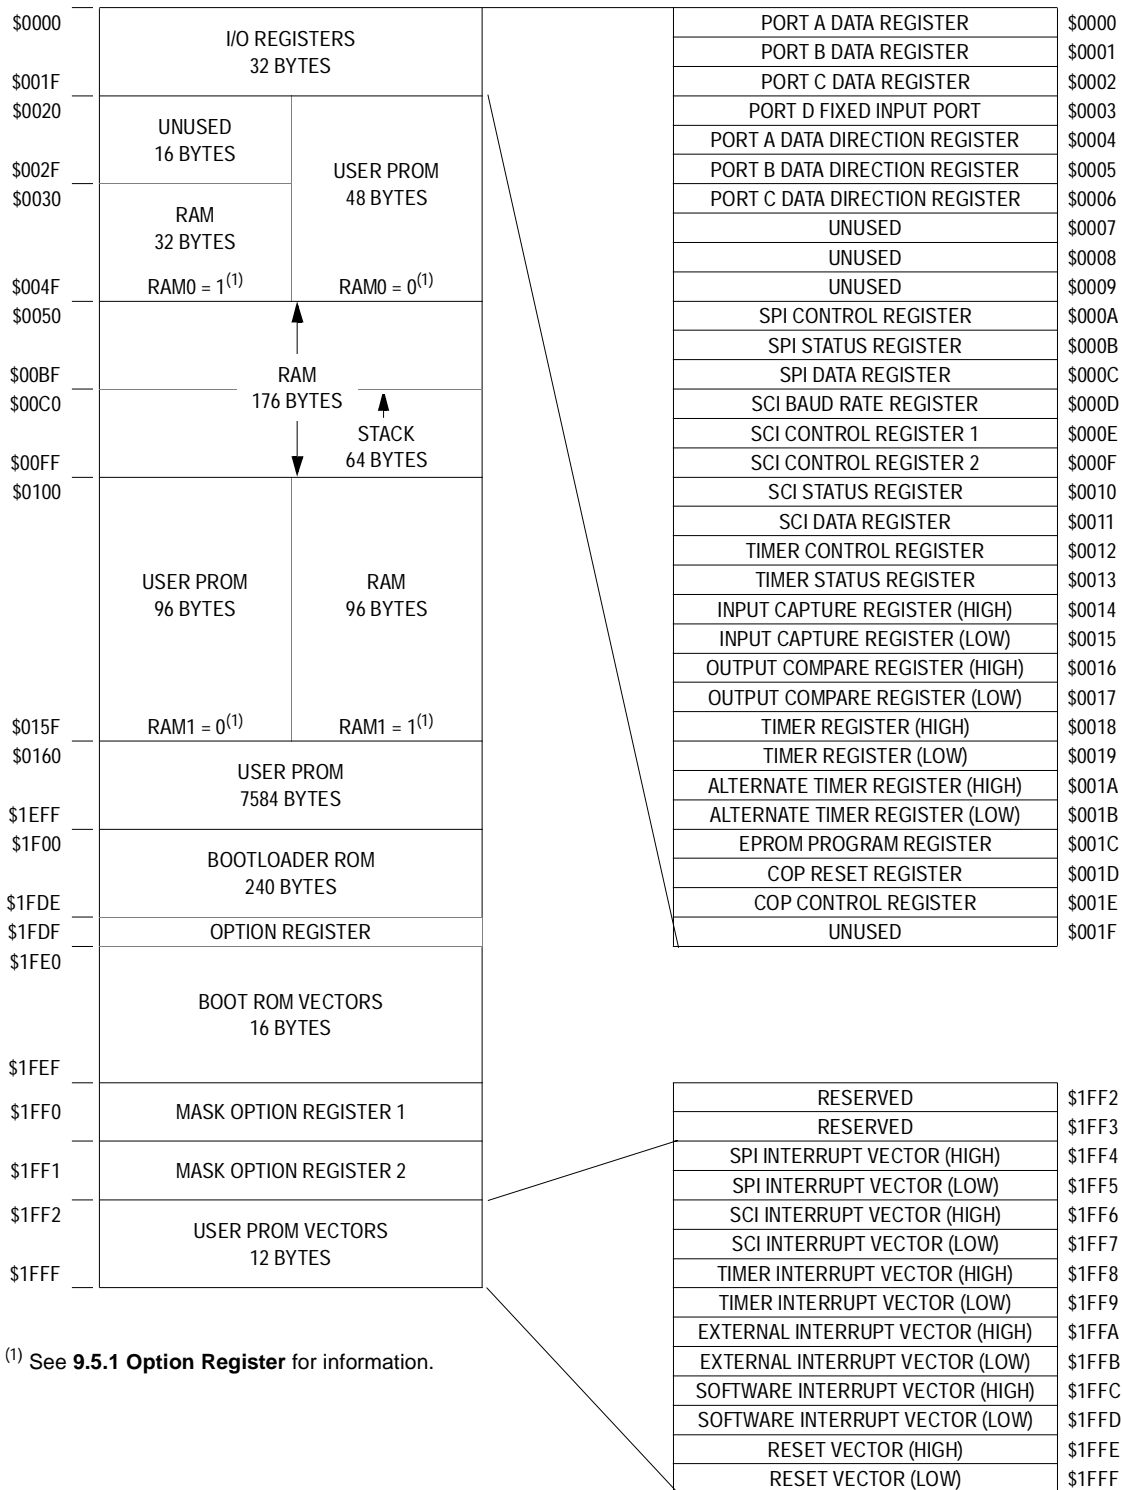 $0000
I/O REGISTERS
32 BYTES
$001F
$0020
UNUSED
16 BYTES
$002F
USER PROM
48 BYTES
$0030
RAM
32 BYTES
$004F
RAM0 = 1(1)
RAM0 = 0(1)
$0050
$00BF
RAM
176 BYTES
$00C0
STACK
64 BYTES
$00FF
$0100
USER PROM
96 BYTES
RAM
96 BYTES
$015F
RAM1 = 0(1)
RAM1 = 1(1)
$0160
USER PROM
7584 BYTES
$1EFF
$1F00
BOOTLOADER ROM
240 BYTES
$1FDE
$1FDF
OPTION REGISTER
$1FE0
BOOT ROM VECTORS
16 BYTES
$1FEF
$1FF0
MASK OPTION REGISTER 1
$1FF1
MASK OPTION REGISTER 2
$1FF2
USER PROM VECTORS
12 BYTES
$1FFF
(1) See 9.5.1 Option Register for information.
PORT A DATA REGISTER $0000
PORT B DATA REGISTER $0001
PORT C DATA REGISTER $0002
PORT D FIXED INPUT PORT $0003
PORT A DATA DIRECTION REGISTER $0004
PORT B DATA DIRECTION REGISTER $0005
PORT C DATA DIRECTION REGISTER $0006
UNUSED $0007
UNUSED $0008
UNUSED $0009
SPI CONTROL REGISTER $000A
SPI STATUS REGISTER $000B
SPI DATA REGISTER $000C
SCI BAUD RATE REGISTER $000D
SCI CONTROL REGISTER 1 $000E
SCI CONTROL REGISTER 2 $000F
SCI STATUS REGISTER $0010
SCI DATA REGISTER $0011
TIMER CONTROL REGISTER $0012
TIMER STATUS REGISTER $0013
INPUT CAPTURE REGISTER (HIGH) $0014
INPUT CAPTURE REGISTER (LOW) $0015
OUTPUT COMPARE REGISTER (HIGH) $0016
OUTPUT COMPARE REGISTER (LOW) $0017
TIMER REGISTER (HIGH) $0018
TIMER REGISTER (LOW) $0019
ALTERNATE TIMER REGISTER (HIGH) $001A
ALTERNATE TIMER REGISTER (LOW) $001B
EPROM PROGRAM REGISTER $001C
COP RESET REGISTER $001D
COP CONTROL REGISTER $001E
UNUSED $001F
RESERVED $1FF2
RESERVED $1FF3
SPI INTERRUPT VECTOR (HIGH) $1FF4
SPI INTERRUPT VECTOR (LOW) $1FF5
SCI INTERRUPT VECTOR (HIGH) $1FF6
SCI INTERRUPT VECTOR (LOW) $1FF7
TIMER INTERRUPT VECTOR (HIGH) $1FF8
TIMER INTERRUPT VECTOR (LOW) $1FF9
EXTERNAL INTERRUPT VECTOR (HIGH) $1FFA
EXTERNAL INTERRUPT VECTOR (LOW) $1FFB
SOFTWARE INTERRUPT VECTOR (HIGH) $1FFC
SOFTWARE INTERRUPT VECTOR (LOW) $1FFD
RESET VECTOR (HIGH) $1FFE
RESET VECTOR (LOW) $1FFF